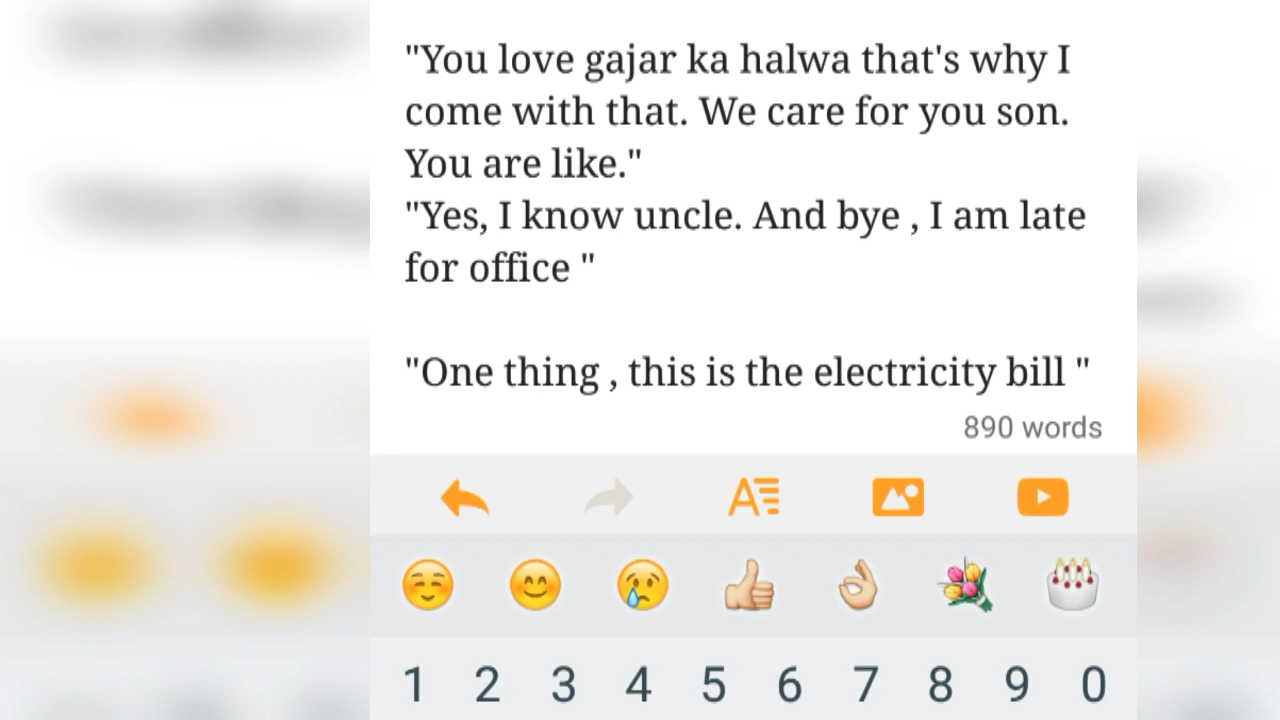 "You love gajar ka halwa that's why I
come with that. We care for you son.
You are like."
"Yes, I know uncle. And bye , I am late
for office "
"One thing , this is the electricity bill "
890 words
1 2 3 4 5 6 7 8 9 0